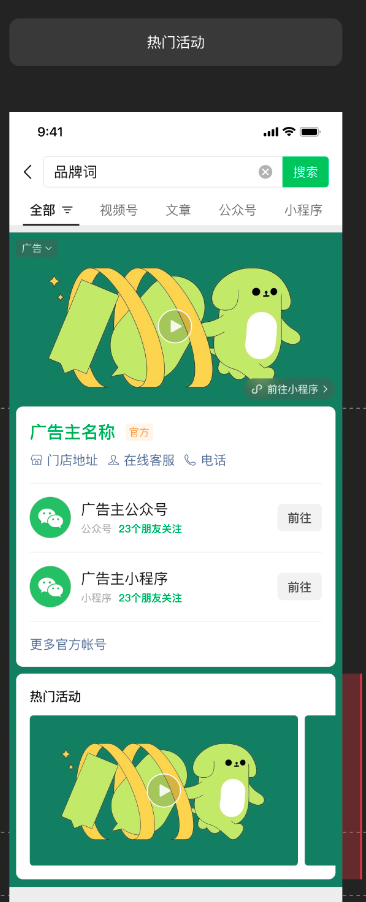 热门活动
9:41
品牌词
搜索
全部 视频号 文章 公众号 小程序
广告
前往小程序
广告主名称 官方
门店地址 在线客服 电话
广告主公众号
公众号 23个朋友关注
前往
广告主小程序
小程序 23个朋友关注
前往
更多官方帐号
热门活动